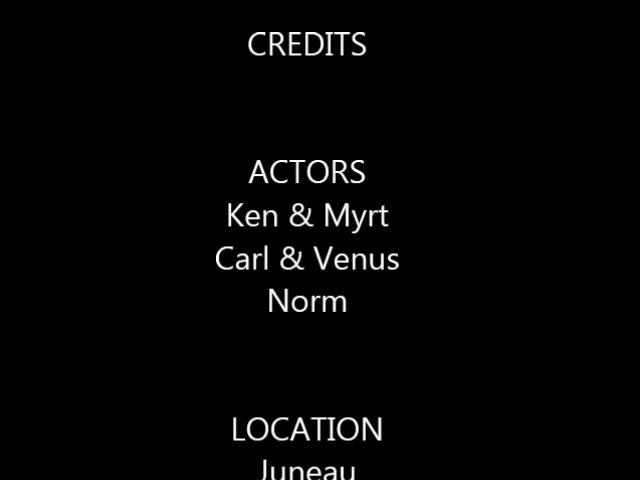 CREDITS
ACTORS
Ken & Myrt
Carl & Venus
Norm
LOCATION
Juneau